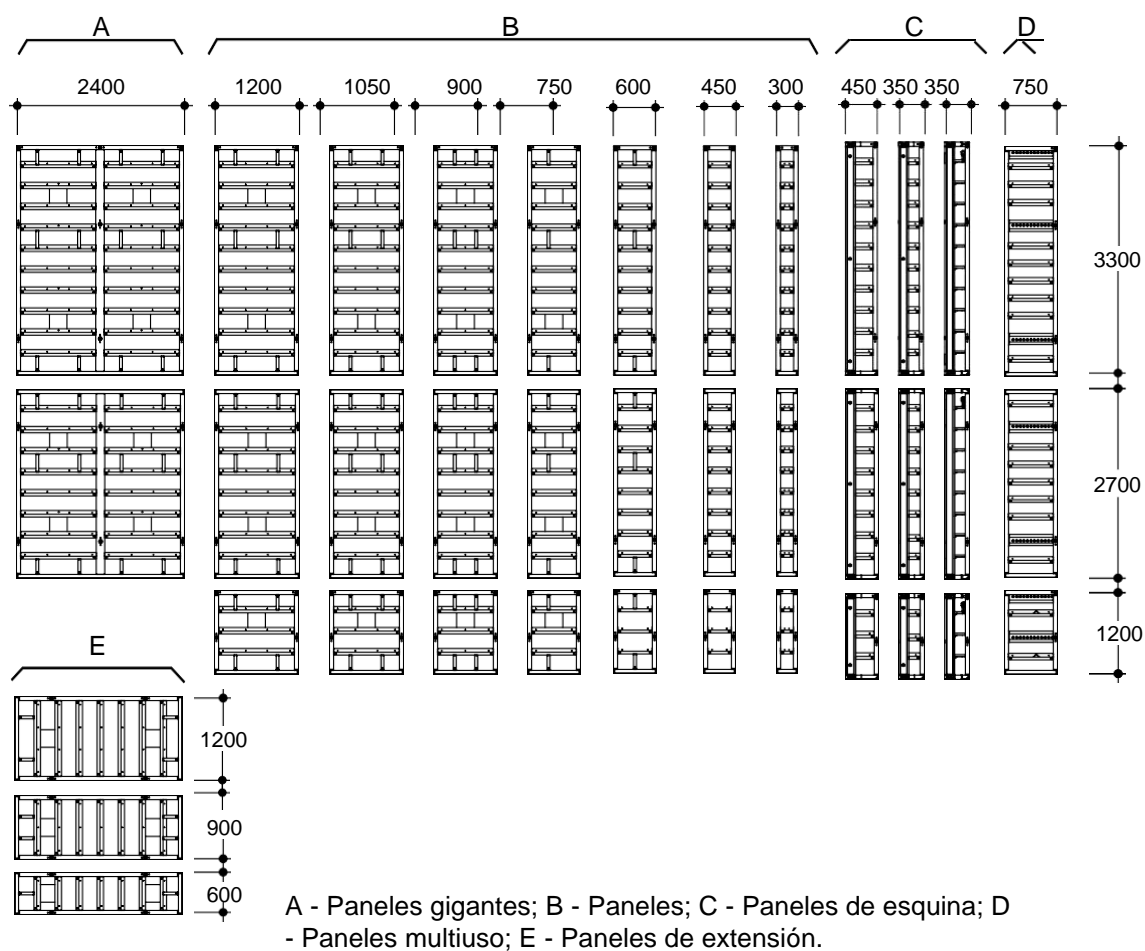 A B C D
2400 1200 1050 900 750 600 450 300 450 350 350 750
3300
2700
1200
E
1200
900
600
A - Paneles gigantes; B - Paneles; C - Paneles de esquina; D
- Paneles multiuso; E - Paneles de extensión.